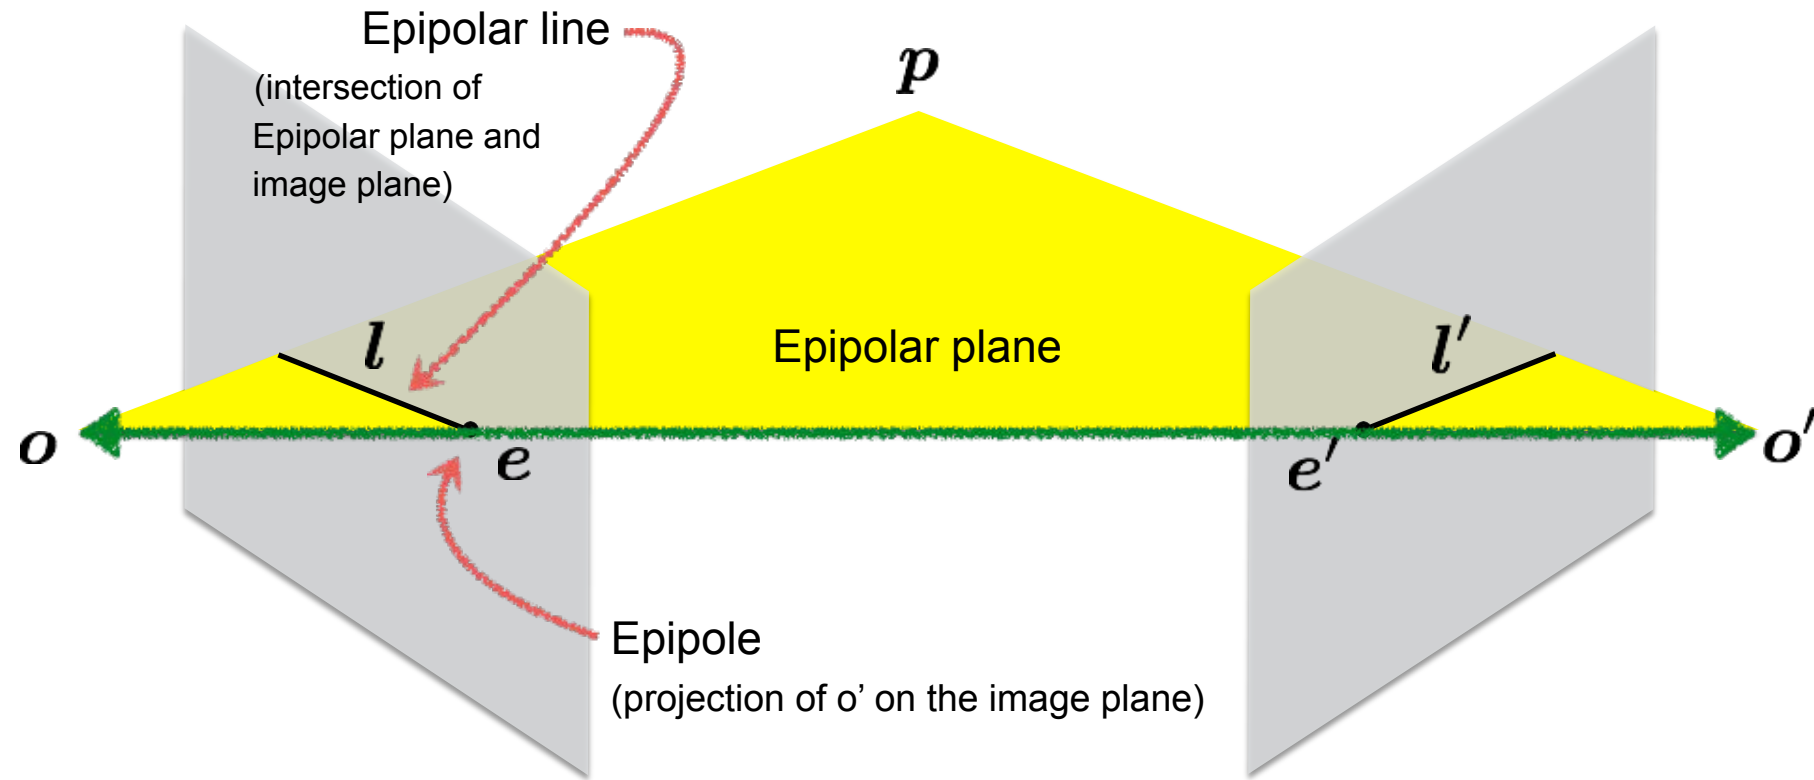 Epipolar line
(intersection of
Epipolar plane and
image plane)
p
l
Epipolar plane
l′
o
e
e′
o′
Epipole
(projection of o’ on the image plane)